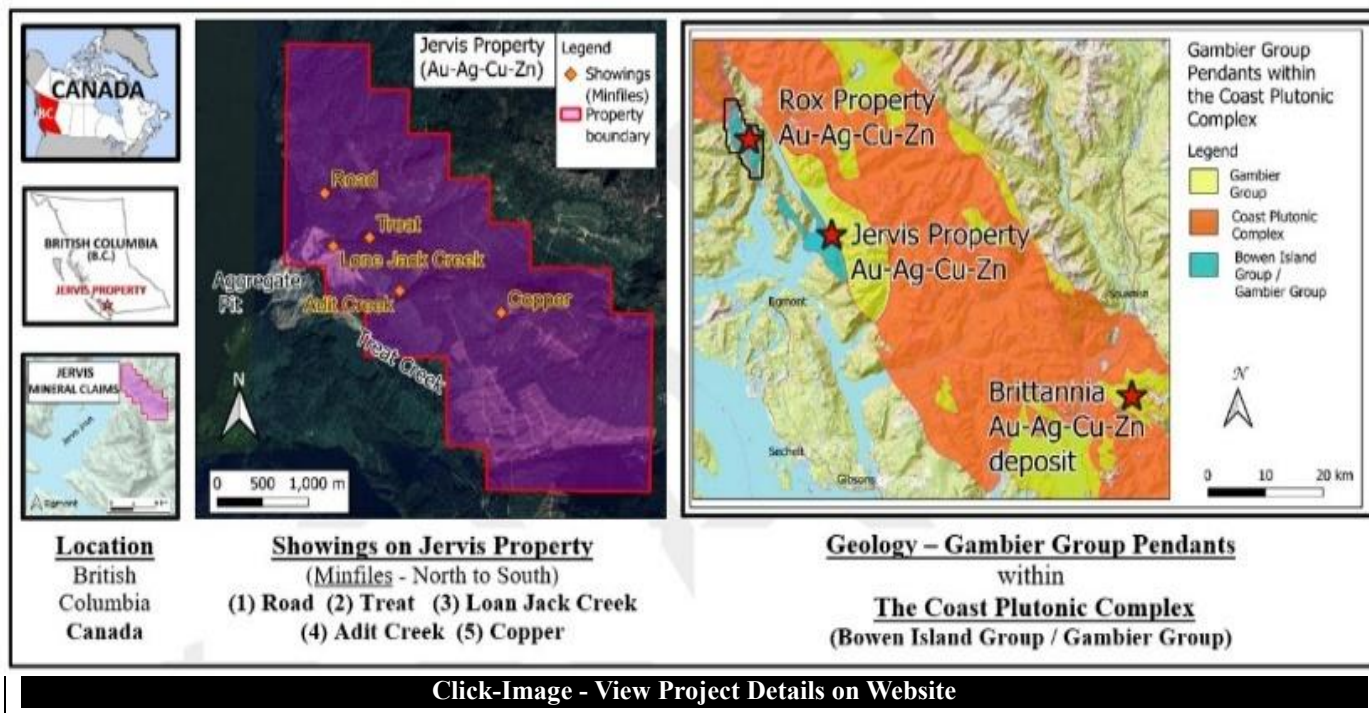 CANADA
BC
BRITISH COLUMBIA
(B.C.)
JERVIS PROPERTY
JERVIS
MINERAL CLAIMS
Jervis Inlet
Egmont
Jervis Property
(Au-Ag-Cu-Zn)
Legend
Showings
(Minfiles)
Property
boundary
Road
Treat
Lone Jack Creek
Aggregate
Pit
Adit Creek
Copper
Treat Creek
N
0 500 1,000 m
Rox Property
Au-Ag-Cu-Zn
Jervis Property
Au-Ag-Cu-Zn
Egmont
Squamish
Brittannia
Au-Ag-Cu-Zn
deposit
Sechelt
Gibsons
Gambier Group
Pendants within
the Coast Plutonic
Complex
Legend
Gambier
Group
Coast Plutonic
Complex
Bowen Island
Group /
Gambier Group
N
0 10 20 km
Location
British
Columbia
Canada
Showings on Jervis Property
(Minfiles - North to South)
(1) Road (2) Treat (3) Loan Jack Creek
(4) Adit Creek (5) Copper
Geology – Gambier Group Pendants
within
The Coast Plutonic Complex
(Bowen Island Group / Gambier Group)
Click-Image - View Project Details on Website